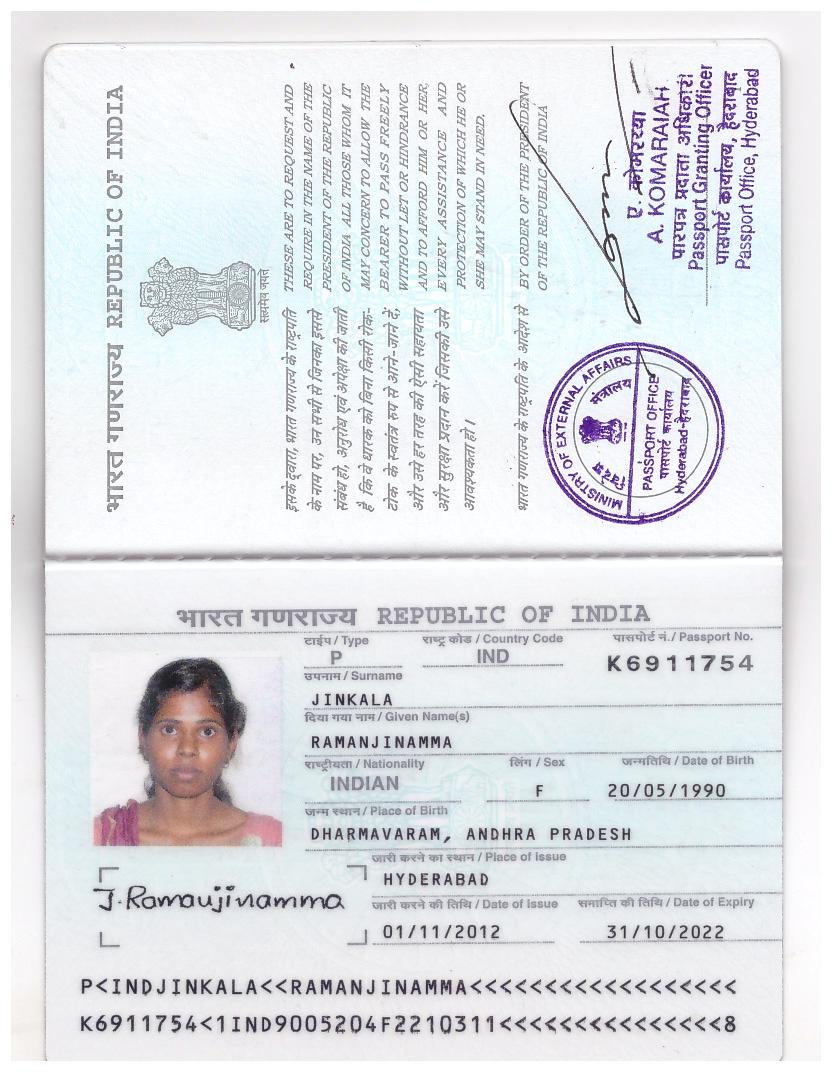 भारत गणराज्य REPUBLIC OF INDIA
सत्यमेव जयते
इसके द्वारा, भारत गणराज्य के राष्ट्रपति
के नाम पर, उन सभी से जिनका इससे
संबंध हो, अनुरोध एवं अपेक्षा की जाती
है कि वे धारक को बिना किसी रोक-
टोक के स्वतंत्र रूप से आने-जाने दें,
और उसे हर तरह की ऐसी सहायता
और सुरक्षा प्रदान करें जिसकी उसे
आवश्यकता हो।
THESE ARE TO REQUEST AND
REQUIRE IN THE NAME OF THE
PRESIDENT OF THE REPUBLIC
OF INDIA ALL THOSE WHOM IT
MAY CONCERN TO ALLOW THE
BEARER TO PASS FREELY
WITHOUT LET OR HINDRANCE
AND TO AFFORD HIM OR HER,
EVERY ASSISTANCE AND
PROTECTION OF WHICH HE OR
SHE MAY STAND IN NEED.
भारत गणराज्य के राष्ट्रपति के आदेश से
BY ORDER OF THE PRESIDENT
OF THE REPUBLIC OF INDIA
MINISTRY OF EXTERNAL AFFAIRS
विदेश मंत्रालय
PASSPORT OFFICE
पासपोर्ट कार्यालय
Hyderabad-हैदराबाद
ए. कोमरय्या
A. KOMARAIAH
पारपत्र प्रदाता अधिकारी
Passport Granting Officer
पासपोर्ट कार्यालय, हैदराबाद
Passport Office, Hyderabad
भारत गणराज्य REPUBLIC OF INDIA
टाईप / Type राष्ट्र कोड / Country Code पासपोर्ट नं. / Passport No.
P IND K6911754
उपनाम / Surname
JINKALA
दिया गया नाम / Given Name(s)
RAMANJINAMMA
राष्ट्रीयता / Nationality लिंग / Sex जन्मतिथि / Date of Birth
INDIAN F 20/05/1990
जन्म स्थान / Place of Birth
DHARMAVARAM, ANDHRA PRADESH
जारी करने का स्थान / Place of Issue
HYDERABAD
J. Ramanjinamma
जारी करने की तिथि / Date of Issue समाप्ति की तिथि / Date of Expiry
01/11/2012 31/10/2022
P<INDJINKALA<<RAMANJINAMMA<<<<<<<<<<<<<<<<<<
K6911754<1IND9005204F2210311<<<<<<<<<<<<<<<8